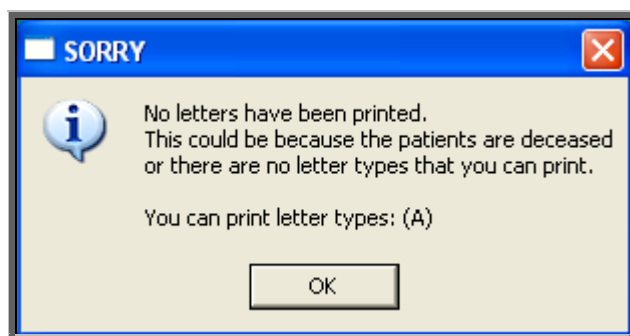 SORRY
No letters have been printed.
This could be because the patients are deceased
or there are no letter types that you can print.
You can print letter types: (A)
OK